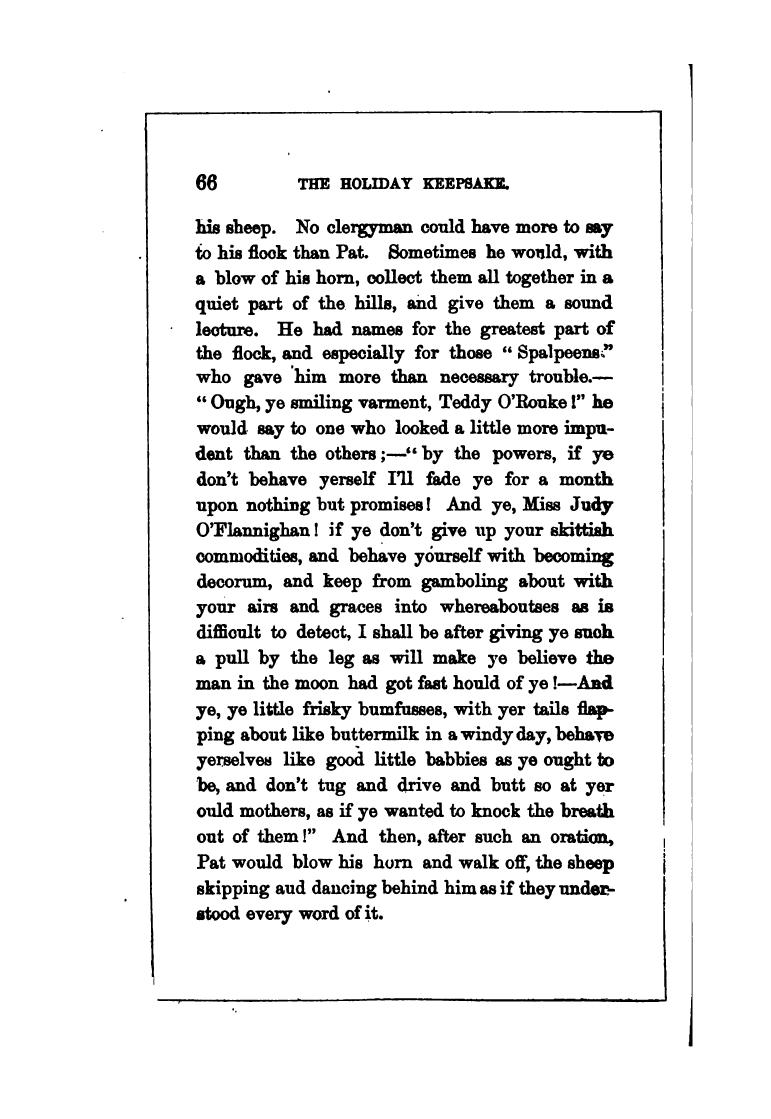 66 THE HOLIDAY KEEPSAKE.
his sheep. No clergyman could have more to say
to his flock than Pat. Sometimes he would, with
a blow of his horn, collect them all together in a
quiet part of the hills, and give them a sound
lecture. He had names for the greatest part of
the flock, and especially for those “ Spalpeens.”
who gave him more than necessary trouble.—
“ Ough, ye smiling varment, Teddy O'Rouke !” he
would say to one who looked a little more impu-
dent than the others ;—“ by the powers, if ye
don't behave yerself I'll fade ye for a month
upon nothing but promises ! And ye, Miss Judy
O'Flannighan ! if ye don't give up your skittish
commodities, and behave yourself with becoming
decorum, and keep from gamboling about with
your airs and graces into whereaboutses as is
difficult to detect, I shall be after giving ye such
a pull by the leg as will make ye believe the
man in the moon had got fast hould of ye !—And
ye, ye little frisky bumfusses, with yer tails flap-
ping about like buttermilk in a windy day, behave
yerselves like good little babbies as ye ought to
be, and don't tug and drive and butt so at yer
ould mothers, as if ye wanted to knock the breath
out of them !” And then, after such an oration,
Pat would blow his horn and walk off, the sheep
skipping aud dancing behind him as if they under-
stood every word of it.